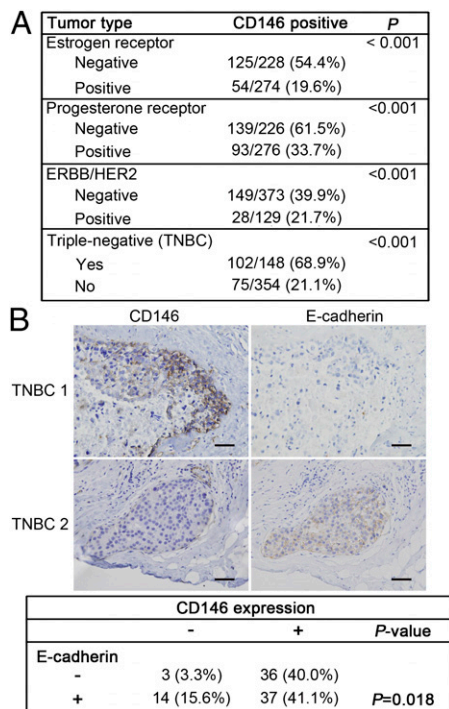 A
Tumor type CD146 positive P
Estrogen receptor < 0.001
Negative 125/228 (54.4%)
Positive 54/274 (19.6%)
Progesterone receptor <0.001
Negative 139/226 (61.5%)
Positive 93/276 (33.7%)
ERBB/HER2 <0.001
Negative 149/373 (39.9%)
Positive 28/129 (21.7%)
Triple-negative (TNBC) <0.001
Yes 102/148 (68.9%)
No 75/354 (21.1%)
B
CD146 E-cadherin
TNBC 1
TNBC 2
CD146 expression
- + P-value
E-cadherin
- 3 (3.3%) 36 (40.0%)
+ 14 (15.6%) 37 (41.1%) P=0.018